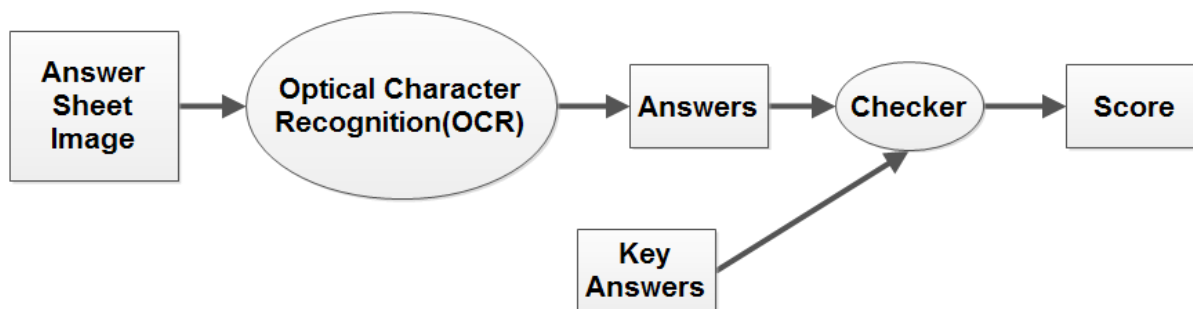 Answer
Sheet
Image
Optical Character
Recognition(OCR)
Answers
Checker
Score
Key
Answers